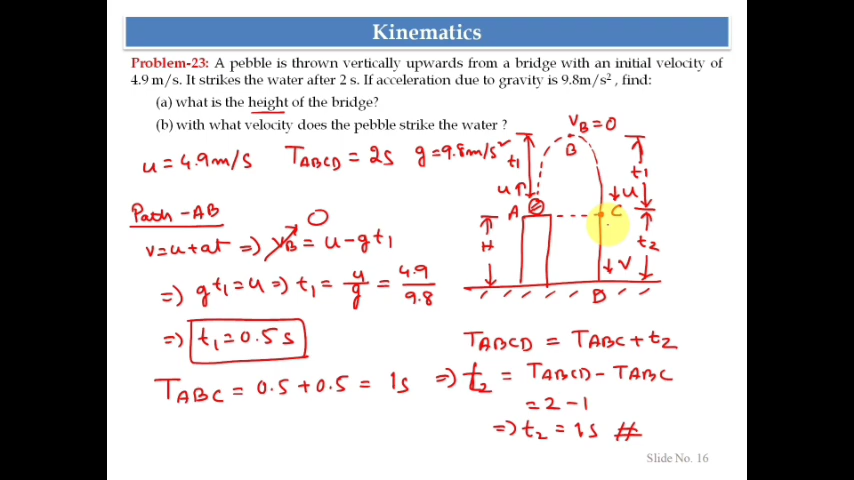 Kinematics
Problem-23: A pebble is thrown vertically upwards from a bridge with an initial velocity of
4.9 m/s. It strikes the water after 2 s. If acceleration due to gravity is 9.8m/s², find:
(a) what is the height of the bridge?
(b) with what velocity does the pebble strike the water ?
u = 4.9 m/s TABCD = 2s g = 9.8 m/s²
VB = 0
B
t1
t1
u
u
Path - AB
A
C
H
t2
V
B
0
v = u + at => VB = u - gt1
=> gt1 = u => t1 = u/g = 4.9/9.8
=> t1 = 0.5 s
TABC = 0.5 + 0.5 = 1s
TABCD = TABC + t2
=> t2 = TABCD - TABC
= 2 - 1
=> t2 = 1s #
Slide No. 16